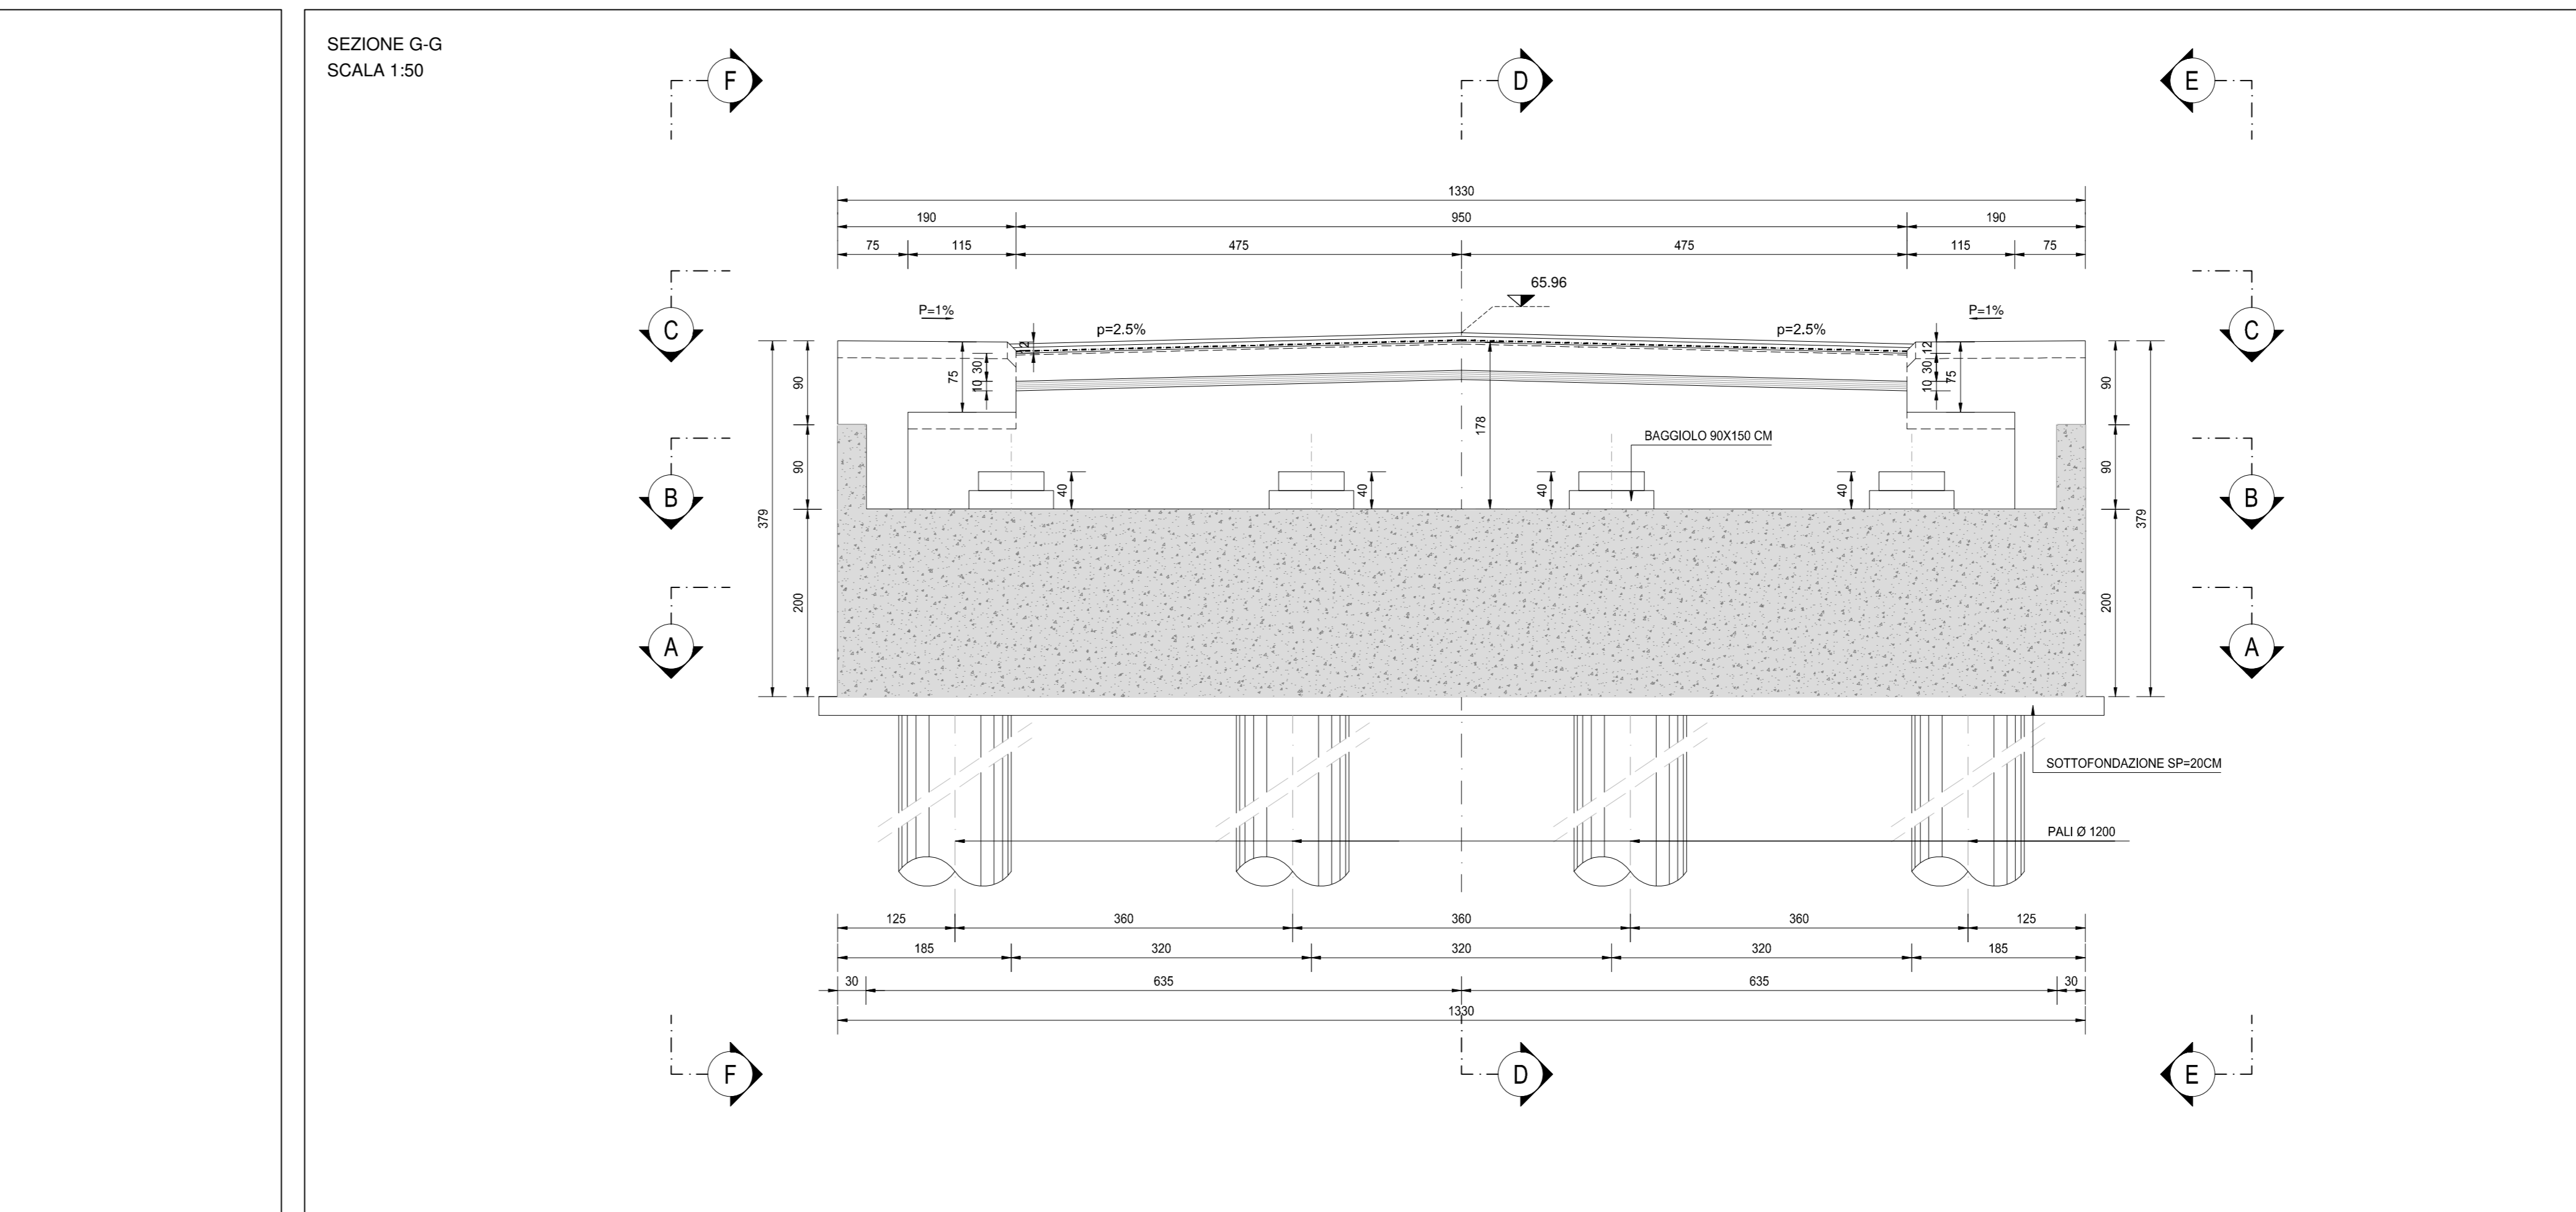 SEZIONE G-G
SCALA 1:50
F
D
E
1330
190
950
190
75
115
475
475
115
75
65.96
C
C
P=1%
p=2.5%
p=2.5%
P=1%
12
30
10
75
12
30
10
75
90
90
178
BAGGIOLO 90X150 CM
40
40
40
40
90
90
B
B
379
379
200
200
A
A
SOTTOFONDAZIONE SP=20CM
PALI Ø 1200
125
360
360
360
125
185
320
320
320
185
30
635
635
30
1330
F
D
E